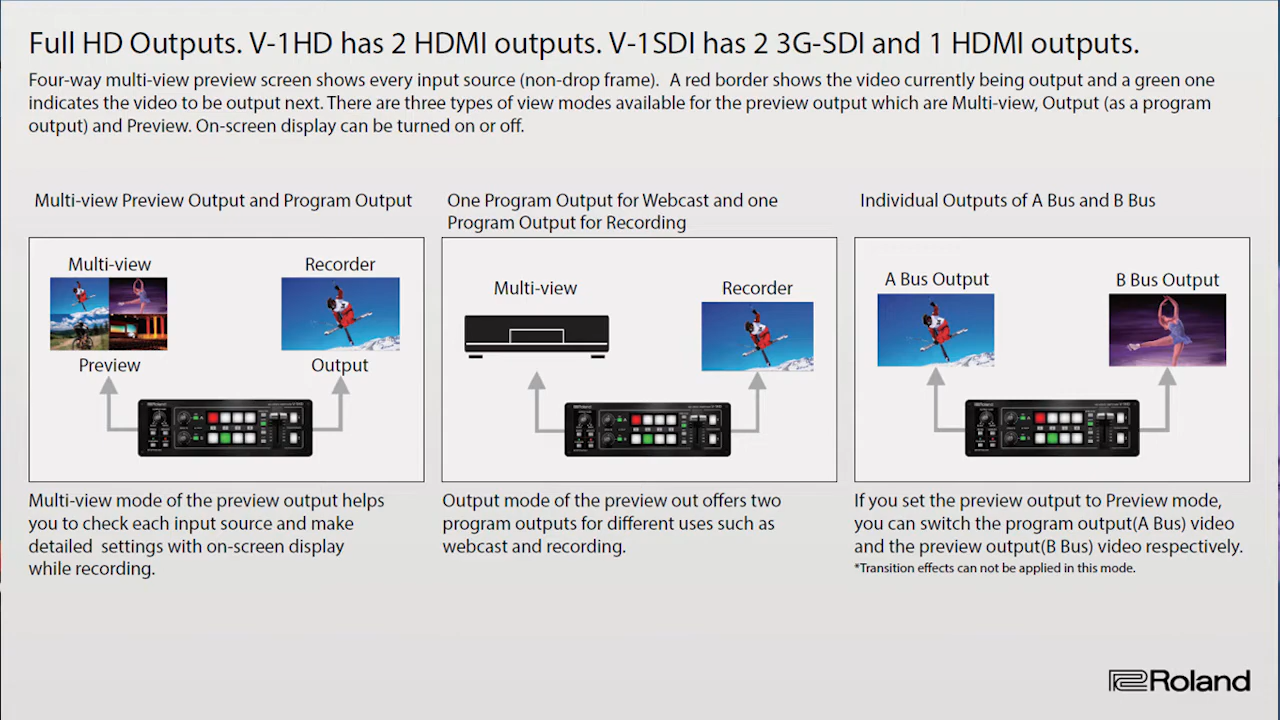 Full HD Outputs. V-1HD has 2 HDMI outputs. V-1SDI has 2 3G-SDI and 1 HDMI outputs.
Four-way multi-view preview screen shows every input source (non-drop frame).  A red border shows the video currently being output and a green one
indicates the video to be output next. There are three types of view modes available for the preview output which are Multi-view, Output (as a program
output) and Preview. On-screen display can be turned on or off.
Multi-view Preview Output and Program Output
Multi-view
Recorder
Preview
Output
Roland
Multi-view mode of the preview output helps
you to check each input source and make
detailed  settings with on-screen display
while recording.
One Program Output for Webcast and one
Program Output for Recording
Multi-view
Recorder
Roland
Output mode of the preview out offers two
program outputs for different uses such as
webcast and recording.
Individual Outputs of A Bus and B Bus
A Bus Output
B Bus Output
Roland
If you set the preview output to Preview mode,
you can switch the program output(A Bus) video
and the preview output(B Bus) video respectively.
*Transition effects can not be applied in this mode.
Roland